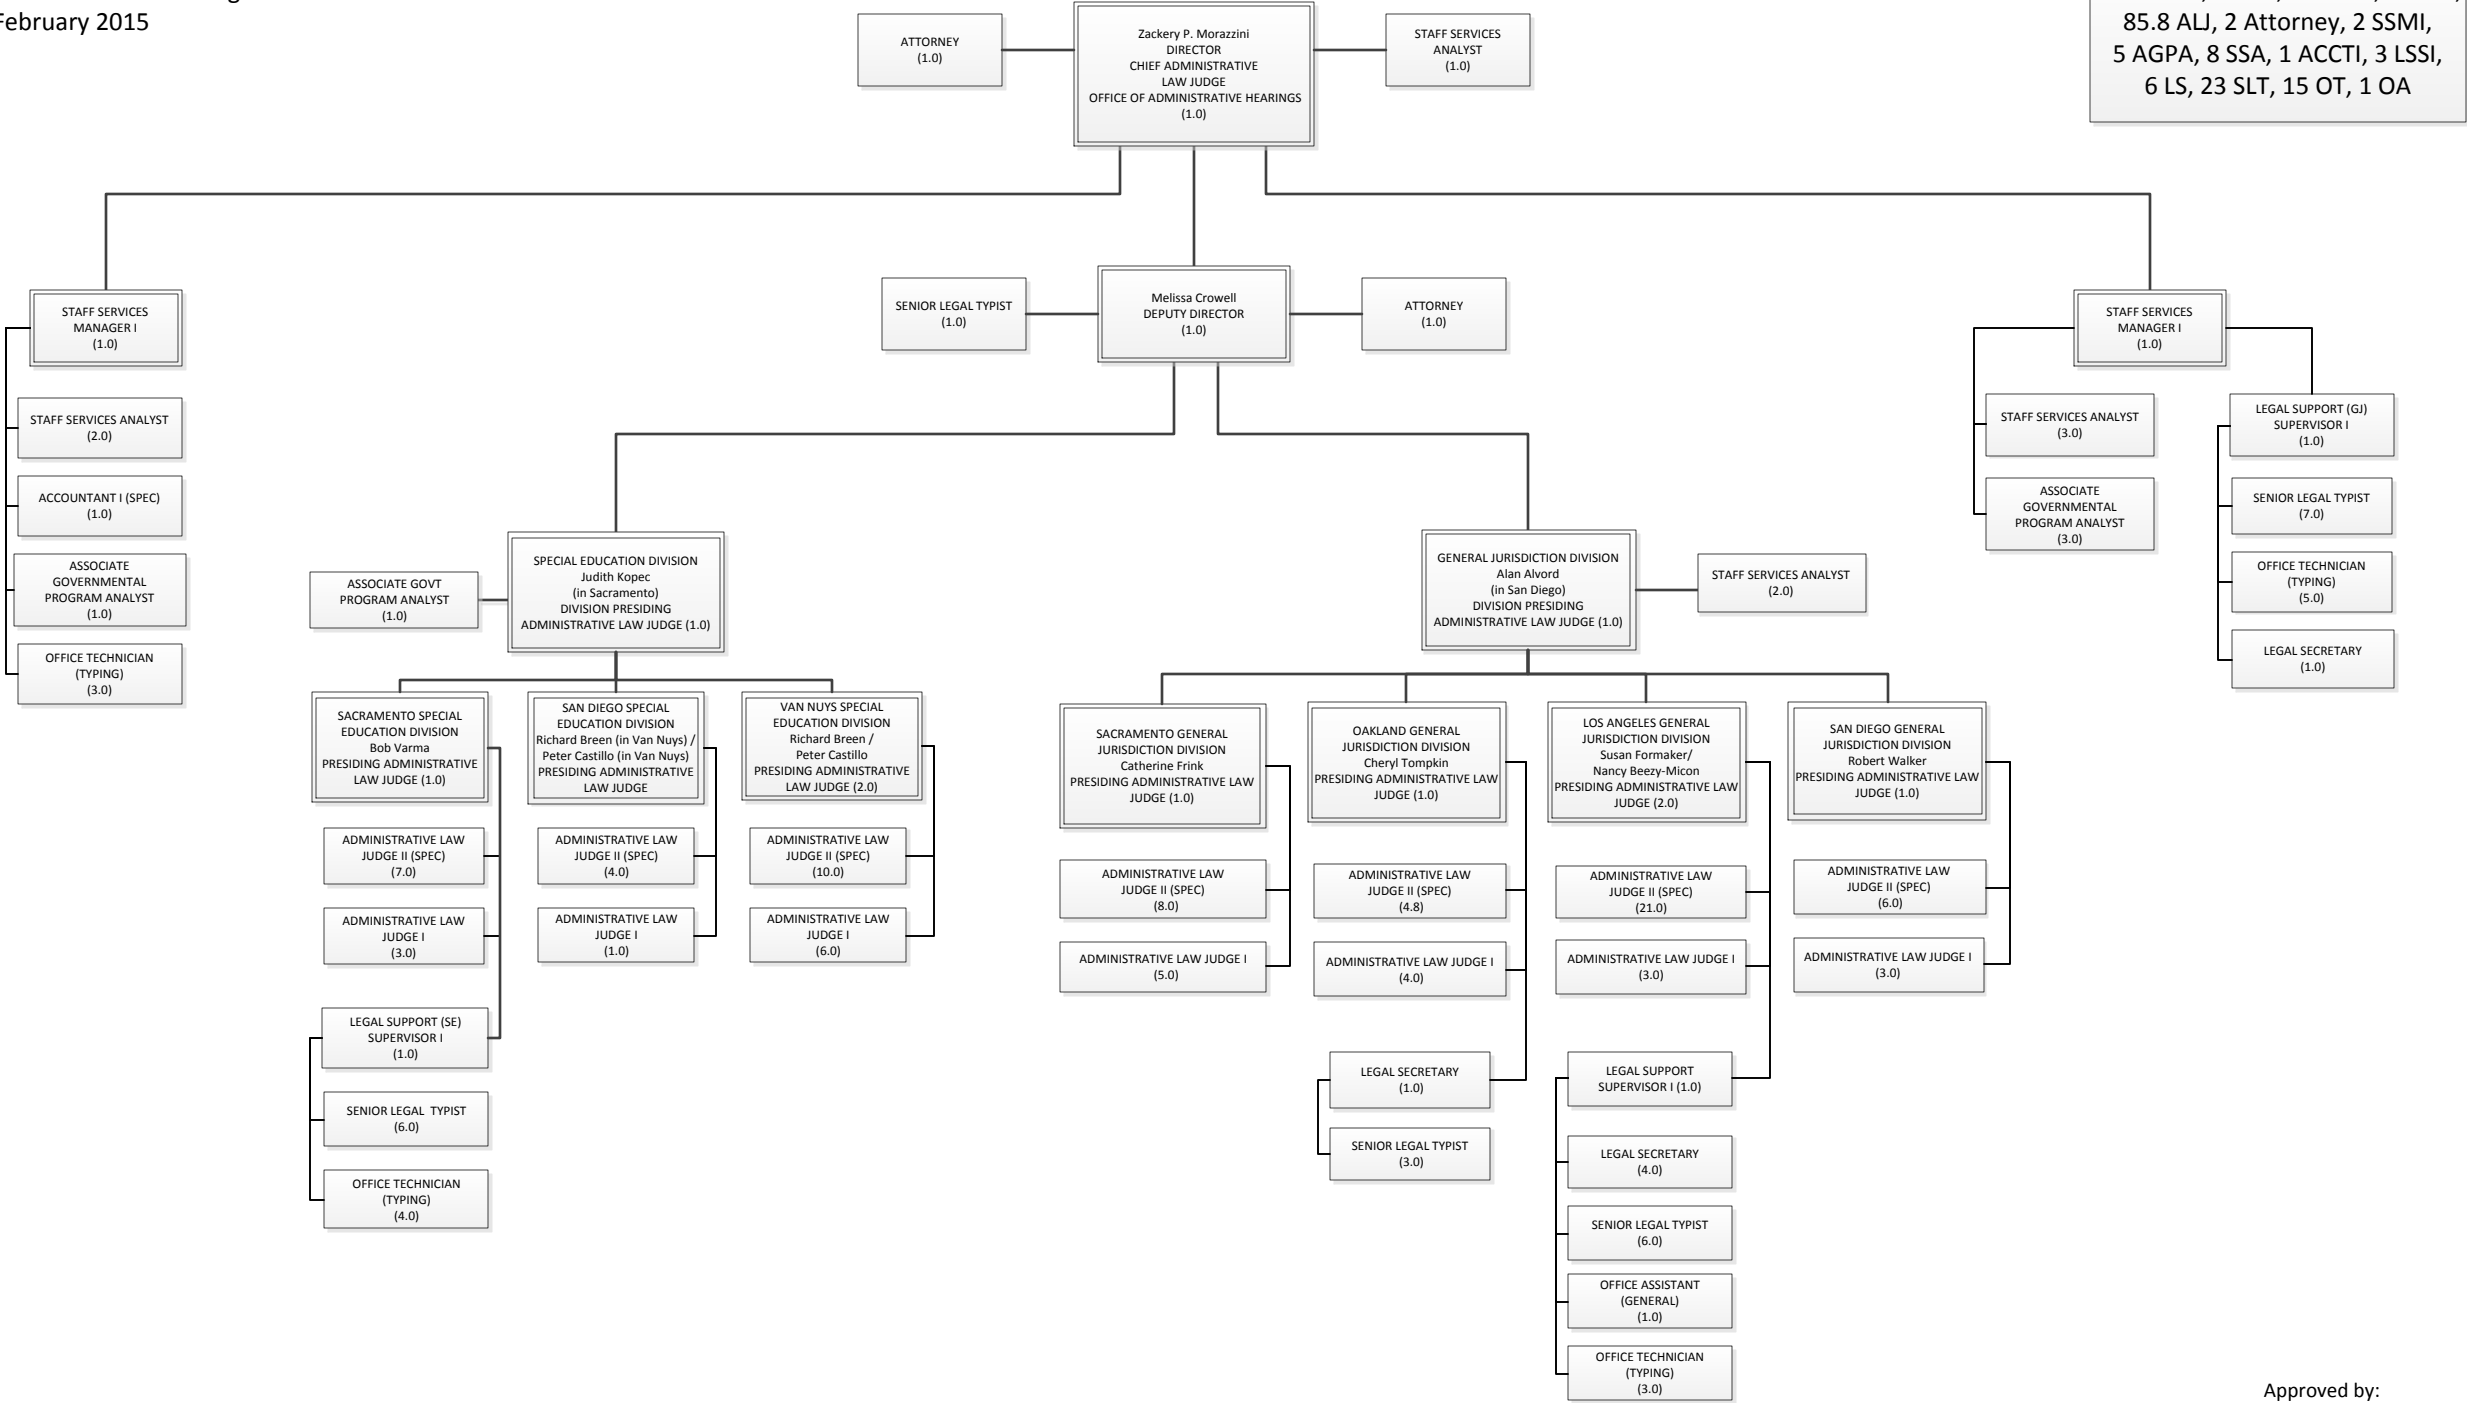 February 2015
85.8 ALJ, 2 Attorney, 2 SSMI,
5 AGPA, 8 SSA, 1 ACCTI, 3 LSSI,
6 LS, 23 SLT, 15 OT, 1 OA
ATTORNEY
(1.0)
Zackery P. Morazzini
DIRECTOR
CHIEF ADMINISTRATIVE
LAW JUDGE
OFFICE OF ADMINISTRATIVE HEARINGS
(1.0)
STAFF SERVICES
ANALYST
(1.0)
STAFF SERVICES
MANAGER I
(1.0)
STAFF SERVICES ANALYST
(2.0)
ACCOUNTANT I (SPEC)
(1.0)
ASSOCIATE
GOVERNMENTAL
PROGRAM ANALYST
(1.0)
OFFICE TECHNICIAN
(TYPING)
(3.0)
SENIOR LEGAL TYPIST
(1.0)
Melissa Crowell
DEPUTY DIRECTOR
(1.0)
ATTORNEY
(1.0)
STAFF SERVICES
MANAGER I
(1.0)
STAFF SERVICES ANALYST
(3.0)
ASSOCIATE
GOVERNMENTAL
PROGRAM ANALYST
(3.0)
LEGAL SUPPORT (GJ)
SUPERVISOR I
(1.0)
SENIOR LEGAL TYPIST
(7.0)
OFFICE TECHNICIAN
(TYPING)
(5.0)
LEGAL SECRETARY
(1.0)
ASSOCIATE GOVT
PROGRAM ANALYST
(1.0)
SPECIAL EDUCATION DIVISION
Judith Kopec
(in Sacramento)
DIVISION PRESIDING
ADMINISTRATIVE LAW JUDGE (1.0)
GENERAL JURISDICTION DIVISION
Alan Alvord
(in San Diego)
DIVISION PRESIDING
ADMINISTRATIVE LAW JUDGE (1.0)
STAFF SERVICES ANALYST
(2.0)
SACRAMENTO SPECIAL
EDUCATION DIVISION
Bob Varma
PRESIDING ADMINISTRATIVE
LAW JUDGE (1.0)
ADMINISTRATIVE LAW
JUDGE II (SPEC)
(7.0)
ADMINISTRATIVE LAW
JUDGE I
(3.0)
LEGAL SUPPORT (SE)
SUPERVISOR I
(1.0)
SENIOR LEGAL TYPIST
(6.0)
OFFICE TECHNICIAN
(TYPING)
(4.0)
SAN DIEGO SPECIAL
EDUCATION DIVISION
Richard Breen (in Van Nuys) /
Peter Castillo (in Van Nuys)
PRESIDING ADMINISTRATIVE
LAW JUDGE
ADMINISTRATIVE LAW
JUDGE II (SPEC)
(4.0)
ADMINISTRATIVE LAW
JUDGE I
(1.0)
VAN NUYS SPECIAL
EDUCATION DIVISION
Richard Breen /
Peter Castillo
PRESIDING ADMINISTRATIVE
LAW JUDGE (2.0)
ADMINISTRATIVE LAW
JUDGE II (SPEC)
(10.0)
ADMINISTRATIVE LAW
JUDGE I
(6.0)
SACRAMENTO GENERAL
JURISDICTION DIVISION
Catherine Frink
PRESIDING ADMINISTRATIVE LAW
JUDGE (1.0)
ADMINISTRATIVE LAW
JUDGE II (SPEC)
(8.0)
ADMINISTRATIVE LAW JUDGE I
(5.0)
OAKLAND GENERAL
JURISDICTION DIVISION
Cheryl Tompkin
PRESIDING ADMINISTRATIVE LAW
JUDGE (1.0)
ADMINISTRATIVE LAW
JUDGE II (SPEC)
(4.8)
ADMINISTRATIVE LAW JUDGE I
(4.0)
LEGAL SECRETARY
(1.0)
SENIOR LEGAL TYPIST
(3.0)
LOS ANGELES GENERAL
JURISDICTION DIVISION
Susan Formaker/
Nancy Beezy-Micon
PRESIDING ADMINISTRATIVE LAW
JUDGE (2.0)
ADMINISTRATIVE LAW
JUDGE II (SPEC)
(21.0)
ADMINISTRATIVE LAW JUDGE I
(3.0)
LEGAL SUPPORT
SUPERVISOR I (1.0)
LEGAL SECRETARY
(4.0)
SENIOR LEGAL TYPIST
(6.0)
OFFICE ASSISTANT
(GENERAL)
(1.0)
OFFICE TECHNICIAN
(TYPING)
(3.0)
SAN DIEGO GENERAL
JURISDICTION DIVISION
Robert Walker
PRESIDING ADMINISTRATIVE LAW
JUDGE (1.0)
ADMINISTRATIVE LAW
JUDGE II (SPEC)
(6.0)
ADMINISTRATIVE LAW JUDGE I
(3.0)
Approved by: